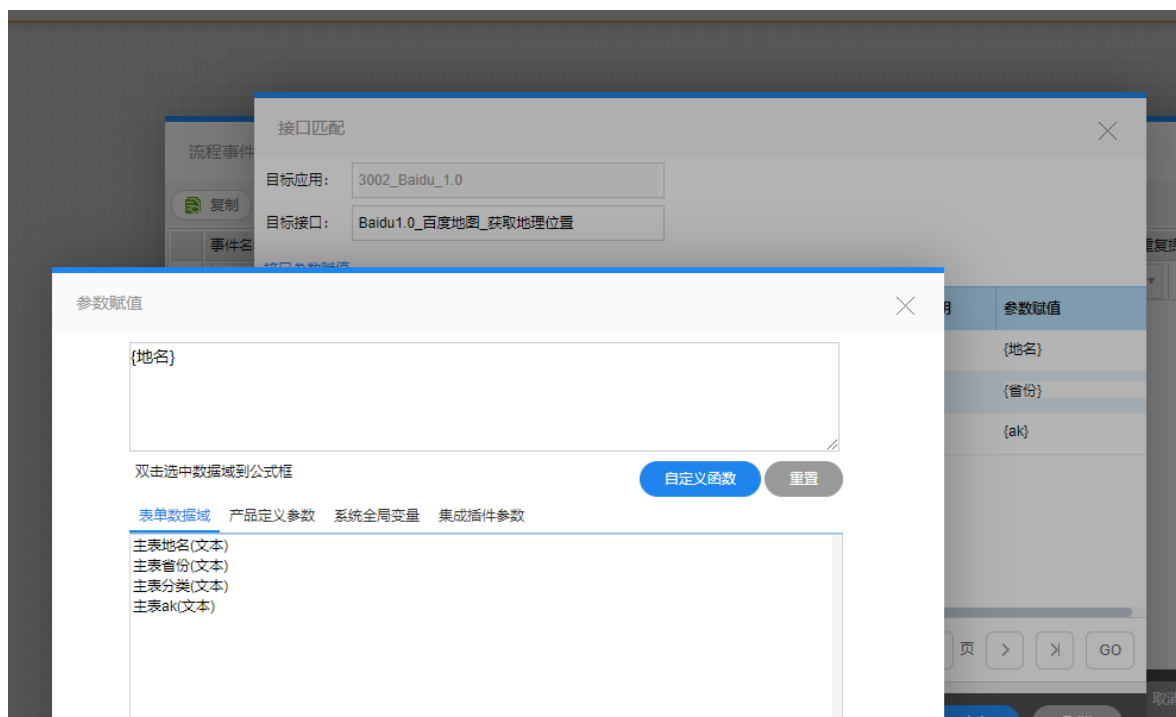 接口匹配
流程事件
目标应用: 3002_Baidu_1.0
复制
目标接口: Baidu1.0_百度地图_获取地理位置
事件名
接口参数赋值
参数赋值
参数赋值
{地名}
{地名}
{省份}
{ak}
双击选中数据域到公式框
自定义函数
重置
表单数据域 产品定义参数 系统全局变量 集成插件参数
主表地名(文本)
主表省份(文本)
主表分类(文本)
主表ak(文本)
页
GO
取消